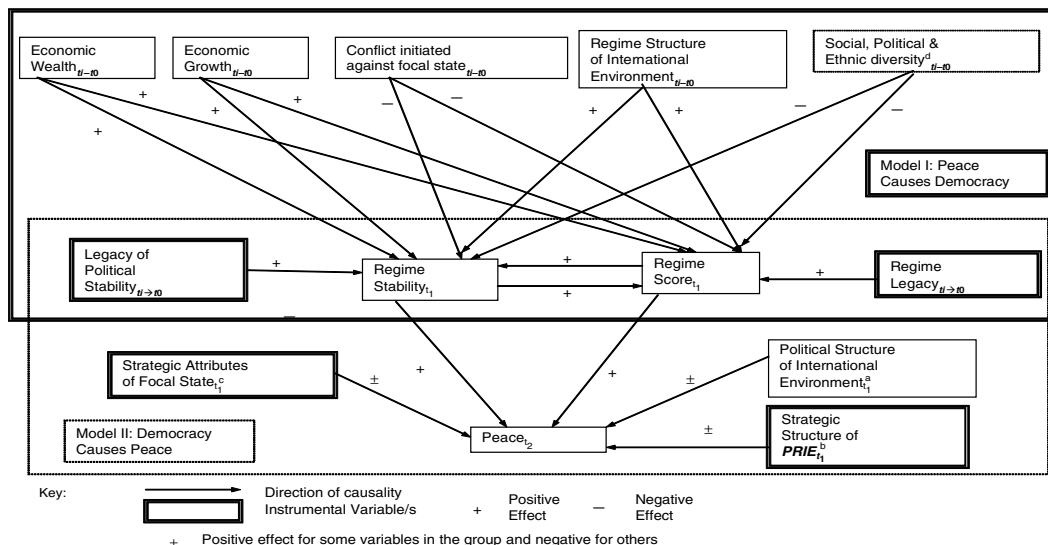 Economic
Wealth ti–t0
Economic
Growth ti–t0
Conflict initiated
against focal state ti–t0
Regime Structure
of International
Environment ti–t0
Social, Political &
Ethnic diversity d ti–t0
+
+
+
+
–
–
+
+
–
–
Model I: Peace
Causes Democracy
Legacy of
Political
Stability ti→t0
+
Regime
Stability t1
+
+
Regime
Score t1
+
Regime
Legacy ti→t0
–
Strategic Attributes
of Focal State c t1
±
+
+
±
Political Structure
of International
Environment a t1
Model II: Democracy
Causes Peace
Peace t2
±
Strategic
Structure of
PRIE b t1
Key:
Direction of causality
Instrumental Variable/s
+
Positive
Effect
–
Negative
Effect
+ Positive effect for some variables in the group and negative for others